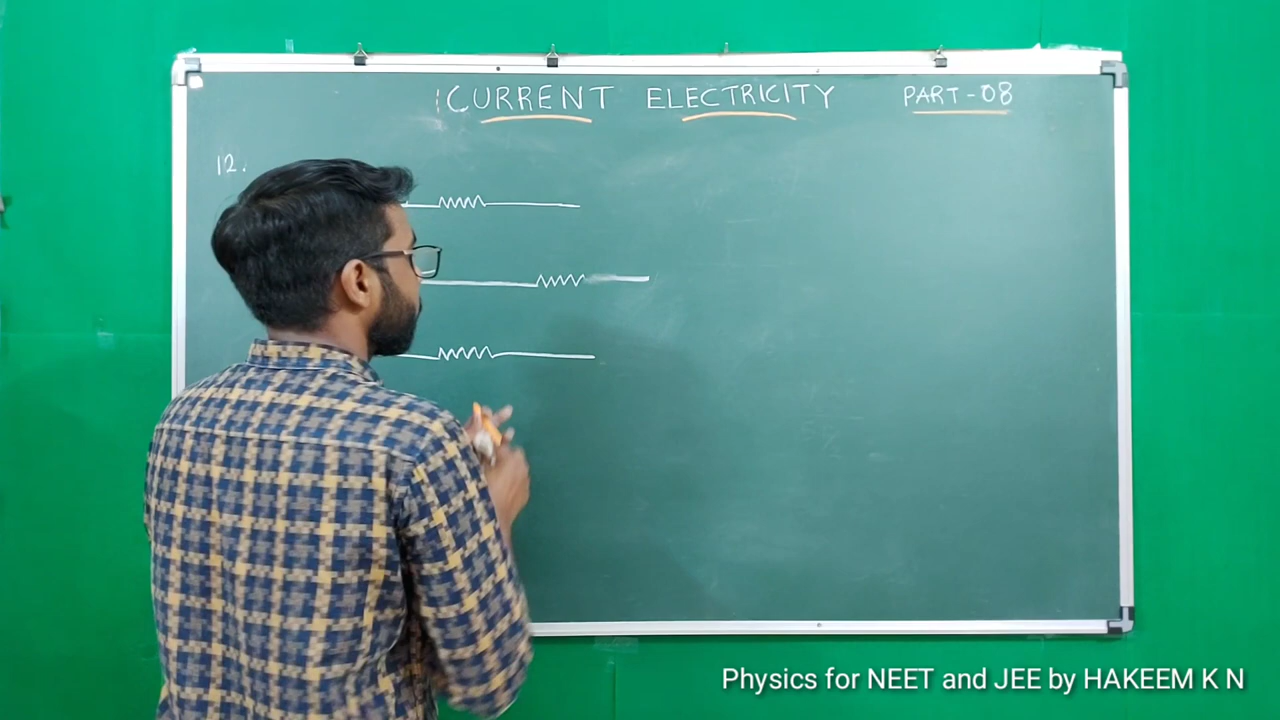 CURRENT ELECTRICITY PART-08
12.
Physics for NEET and JEE by HAKEEM K N